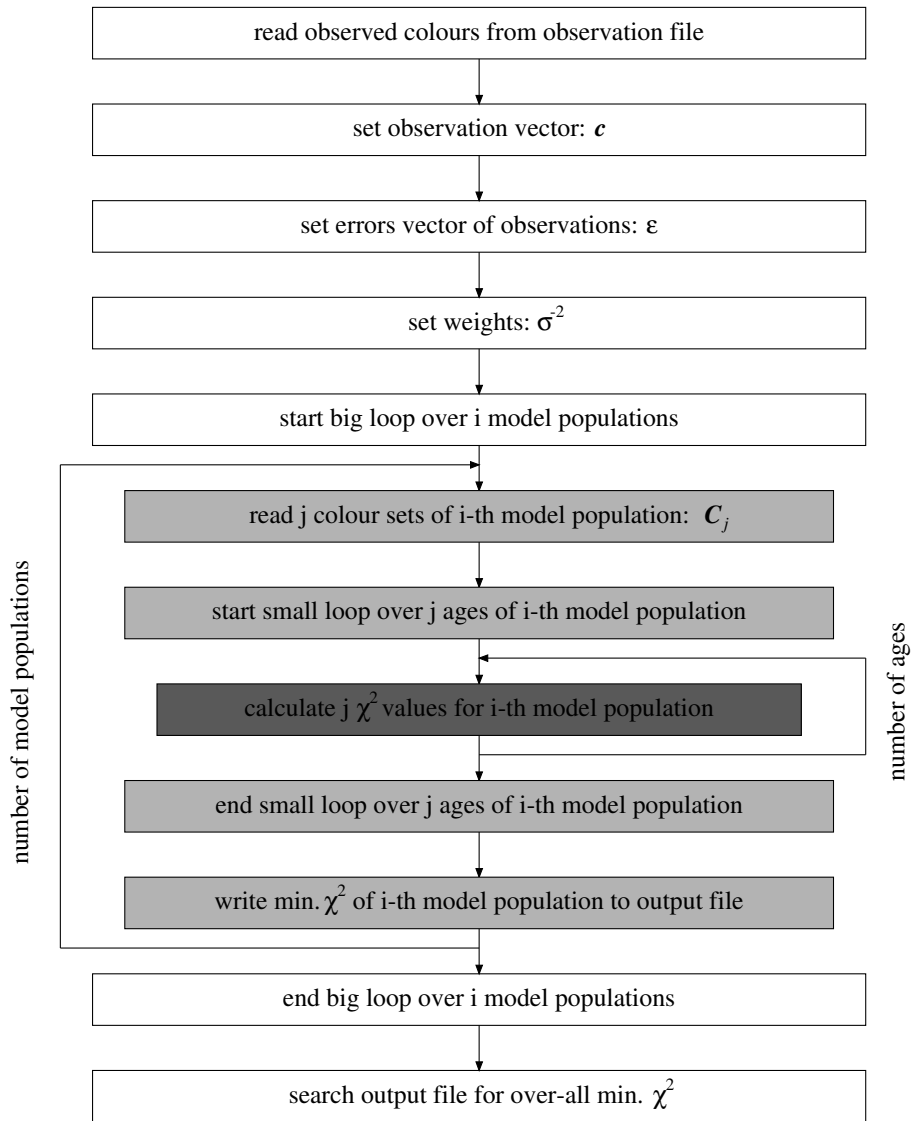 read observed colours from observation file
set observation vector: c
set errors vector of observations: ε
set weights: σ⁻²
start big loop over i model populations
read j colour sets of i-th model population: C_j
start small loop over j ages of i-th model population
calculate j χ² values for i-th model population
end small loop over j ages of i-th model population
write min. χ² of i-th model population to output file
end big loop over i model populations
search output file for over-all min. χ²
number of model populations
number of ages